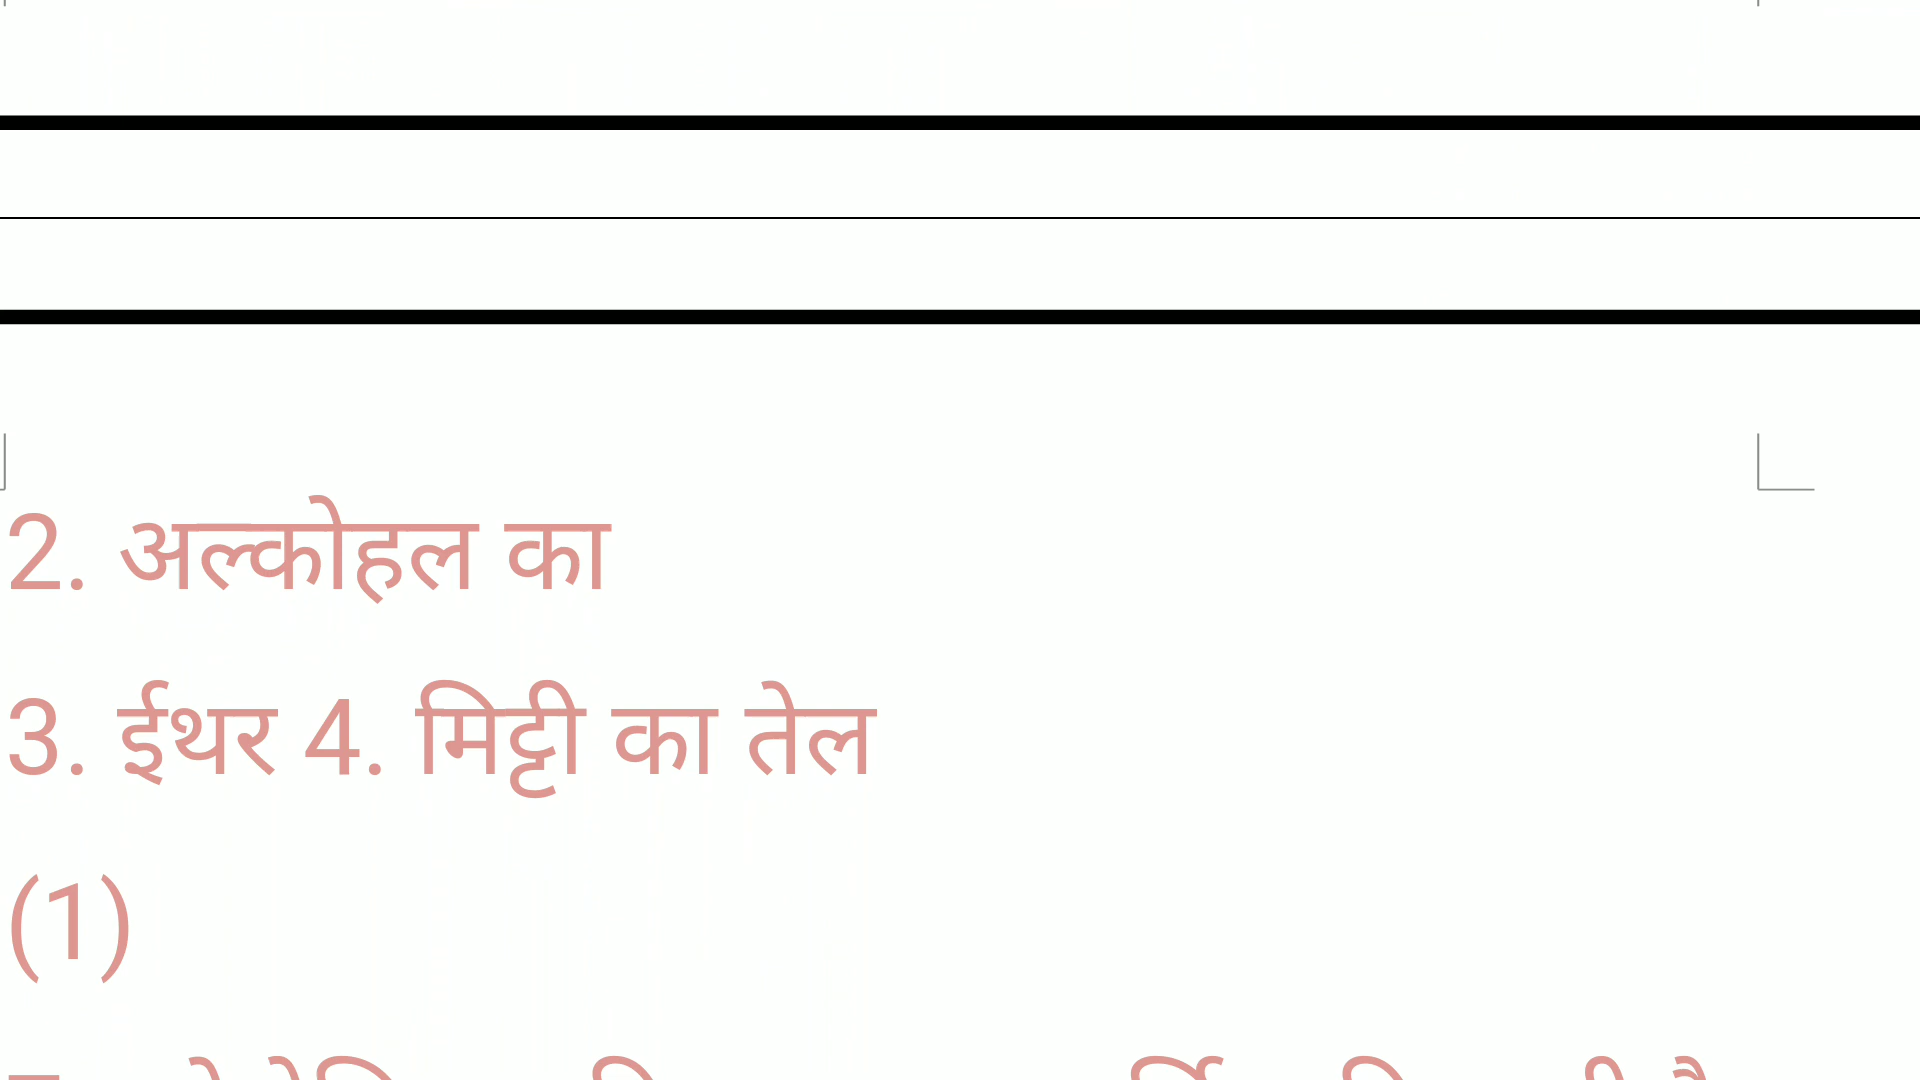 2. अल्कोहल का
3. ईथर 4. मिट्टी का तेल
(1)